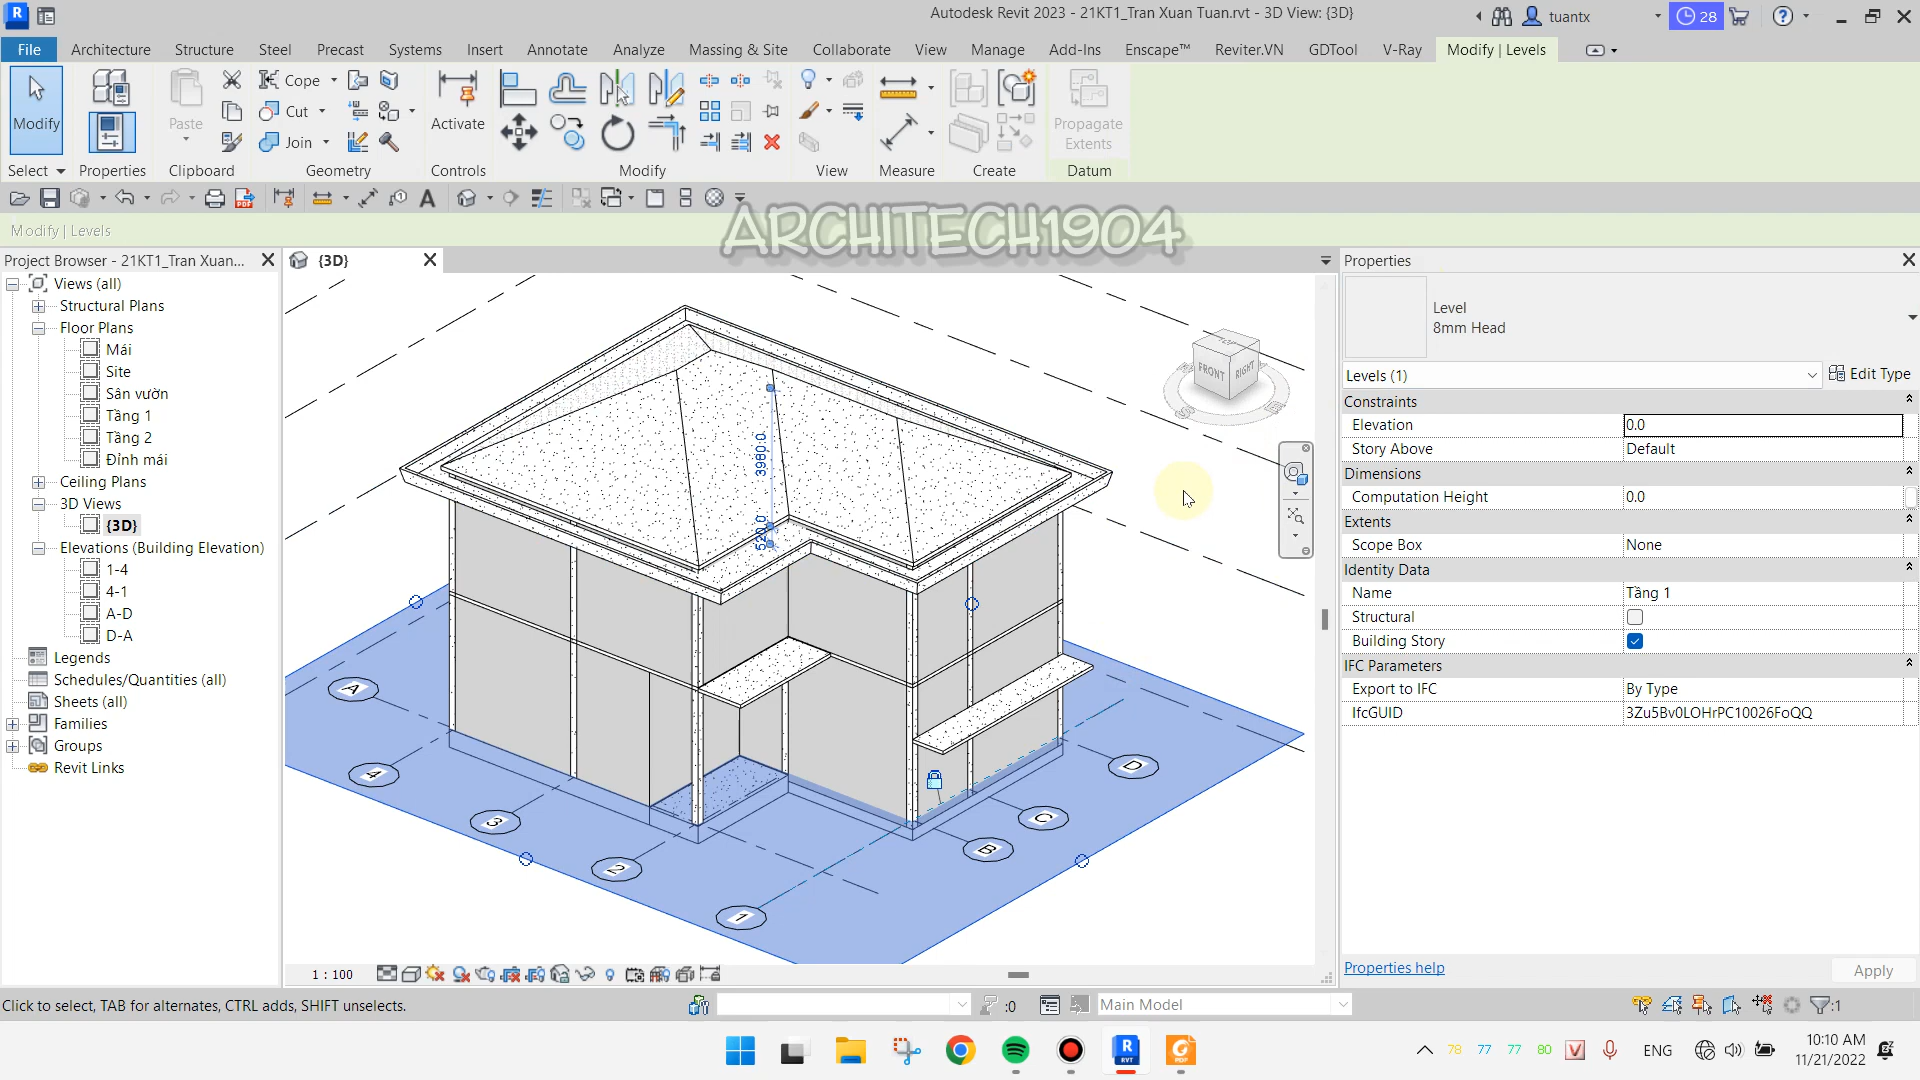 Autodesk Revit 2023 - 21KT1_Tran Xuan Tuan.rvt - 3D View: {3D}
tuantx
28
File Architecture Structure Steel Precast Systems Insert Annotate Analyze Massing & Site Collaborate View Manage Add-Ins Enscape™ Reviter.VN GDTool V-Ray Modify | Levels
Modify
Paste
Cope
Cut
Join
Activate
Propagate
Extents
Select Properties Clipboard Geometry Controls Modify View Measure Create Datum
Modify | Levels
ARCHITECH1904
Project Browser - 21KT1_Tran Xuan...
{3D}
Properties
Views (all)
Structural Plans
Floor Plans
Mái
Site
Sân vườn
Tầng 1
Tầng 2
Đỉnh mái
Ceiling Plans
3D Views
{3D}
Elevations (Building Elevation)
1-4
4-1
A-D
D-A
Legends
Schedules/Quantities (all)
Sheets (all)
Families
Groups
Revit Links
TOP
FRONT
RIGHT
3980.0
520.0
A
4
3
2
1
D
C
B
Level
8mm Head
Levels (1)
Edit Type
Constraints
Elevation 0.0
Story Above Default
Dimensions
Computation Height 0.0
Extents
Scope Box None
Identity Data
Name Tầng 1
Structural
Building Story
IFC Parameters
Export to IFC By Type
IfcGUID 3Zu5Bv0LOHrPC10026FoQQ
Properties help
Apply
1 : 100
Click to select, TAB for alternates, CTRL adds, SHIFT unselects.
:0
Main Model
:1
78 77 77 80
ENG
10:10 AM
11/21/2022